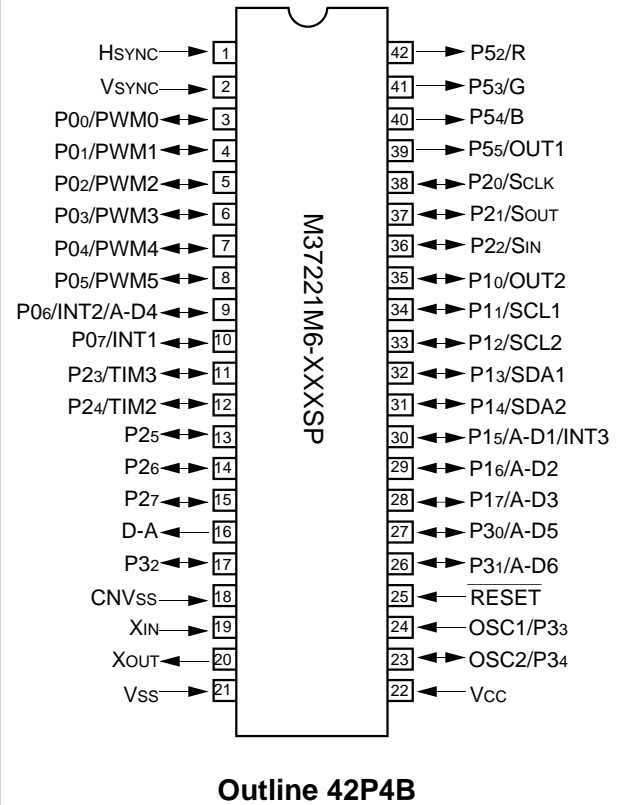 HSYNC 1 42 P52/R
VSYNC 2 41 P53/G
P00/PWM0 3 40 P54/B
P01/PWM1 4 39 P55/OUT1
P02/PWM2 5 38 P20/SCLK
P03/PWM3 6 37 P21/SOUT
P04/PWM4 7 36 P22/SIN
P05/PWM5 8 35 P10/OUT2
P06/INT2/A-D4 9 34 P11/SCL1
P07/INT1 10 33 P12/SCL2
P23/TIM3 11 32 P13/SDA1
P24/TIM2 12 31 P14/SDA2
P25 13 30 P15/A-D1/INT3
P26 14 29 P16/A-D2
P27 15 28 P17/A-D3
D-A 16 27 P30/A-D5
P32 17 26 P31/A-D6
CNVSS 18 25 RESET
XIN 19 24 OSC1/P33
XOUT 20 23 OSC2/P34
VSS 21 22 VCC
M37221M6-XXXSP
Outline 42P4B